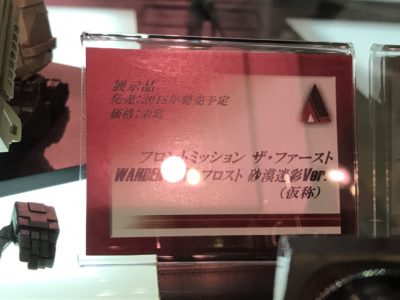 展示品
発売:2015年発売予定
価格:未定
フロントミッション ザ・ファースト
WANDER フロスト 砂漠迷彩Ver.
(仮称)